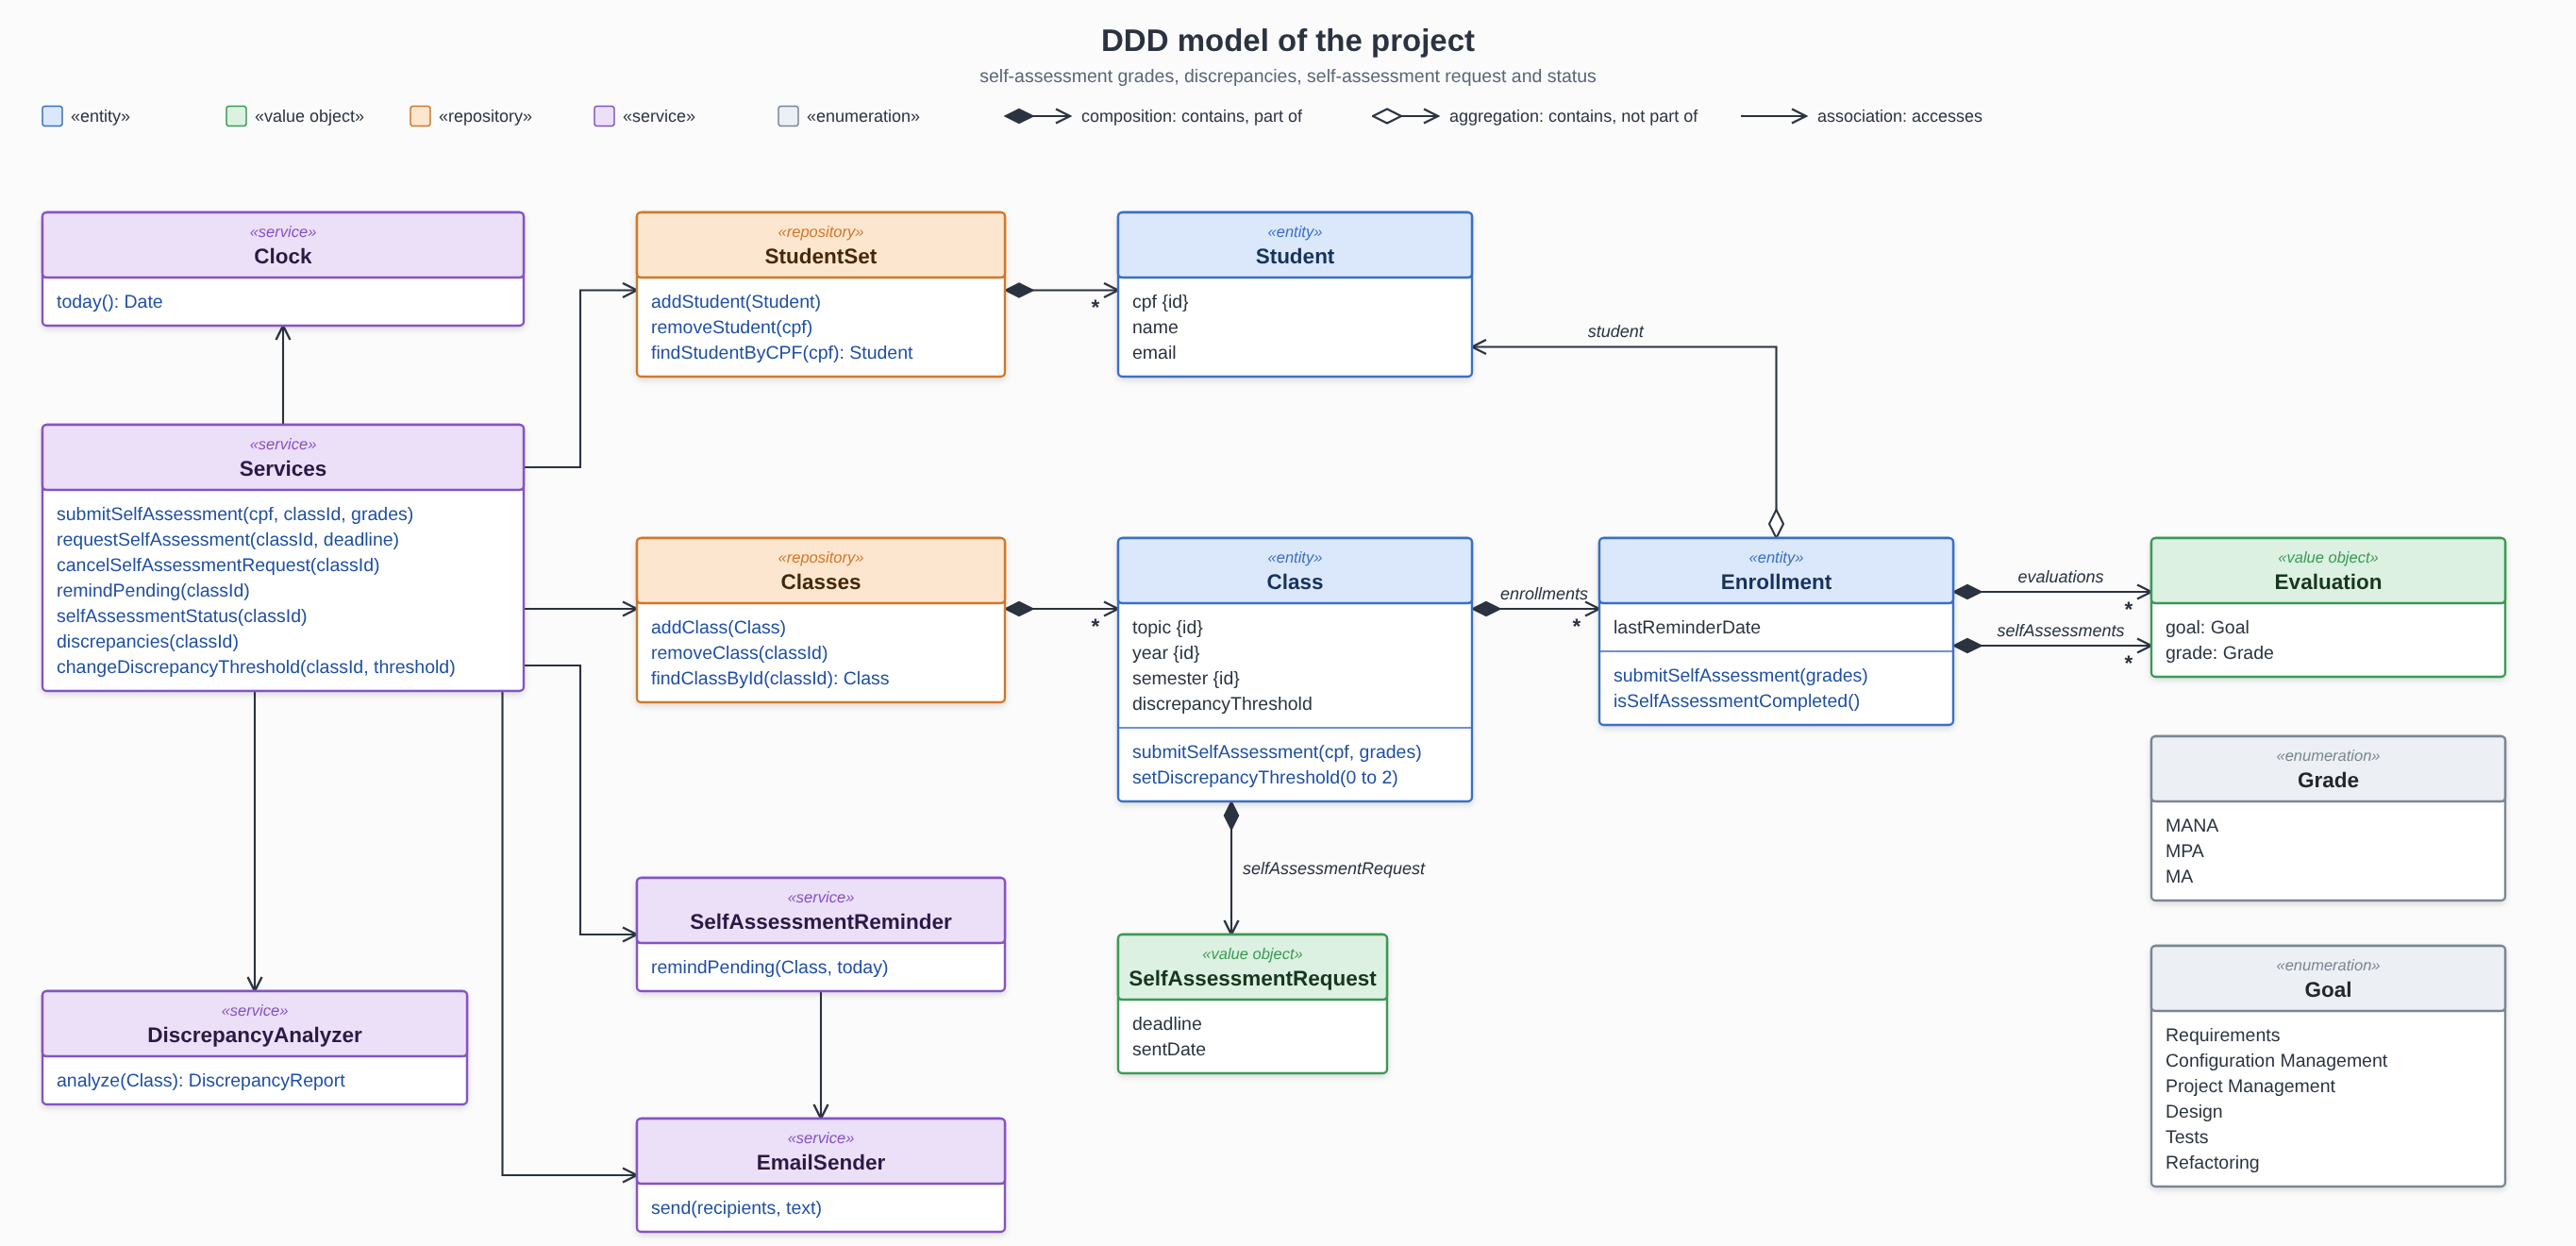 DDD model of the project
self-assessment grades, discrepancies, self-assessment request and status
«entity»
«value object»
«repository»
«service»
«enumeration»
composition: contains, part of
aggregation: contains, not part of
association: accesses
«service»
Clock
today(): Date
«repository»
StudentSet
addStudent(Student)
removeStudent(cpf)
findStudentByCPF(cpf): Student
*
«entity»
Student
cpf {id}
name
email
student
«service»
Services
submitSelfAssessment(cpf, classId, grades)
requestSelfAssessment(classId, deadline)
cancelSelfAssessmentRequest(classId)
remindPending(classId)
selfAssessmentStatus(classId)
discrepancies(classId)
changeDiscrepancyThreshold(classId, threshold)
«repository»
Classes
addClass(Class)
removeClass(classId)
findClassById(classId): Class
*
«entity»
Class
topic {id}
year {id}
semester {id}
discrepancyThreshold
submitSelfAssessment(cpf, grades)
setDiscrepancyThreshold(0 to 2)
enrollments
*
«entity»
Enrollment
lastReminderDate
submitSelfAssessment(grades)
isSelfAssessmentCompleted()
evaluations
*
selfAssessments
*
«value object»
Evaluation
goal: Goal
grade: Grade
«enumeration»
Grade
MANA
MPA
MA
selfAssessmentRequest
«service»
SelfAssessmentReminder
remindPending(Class, today)
«value object»
SelfAssessmentRequest
deadline
sentDate
«enumeration»
Goal
Requirements
Configuration Management
Project Management
Design
Tests
Refactoring
«service»
DiscrepancyAnalyzer
analyze(Class): DiscrepancyReport
«service»
EmailSender
send(recipients, text)